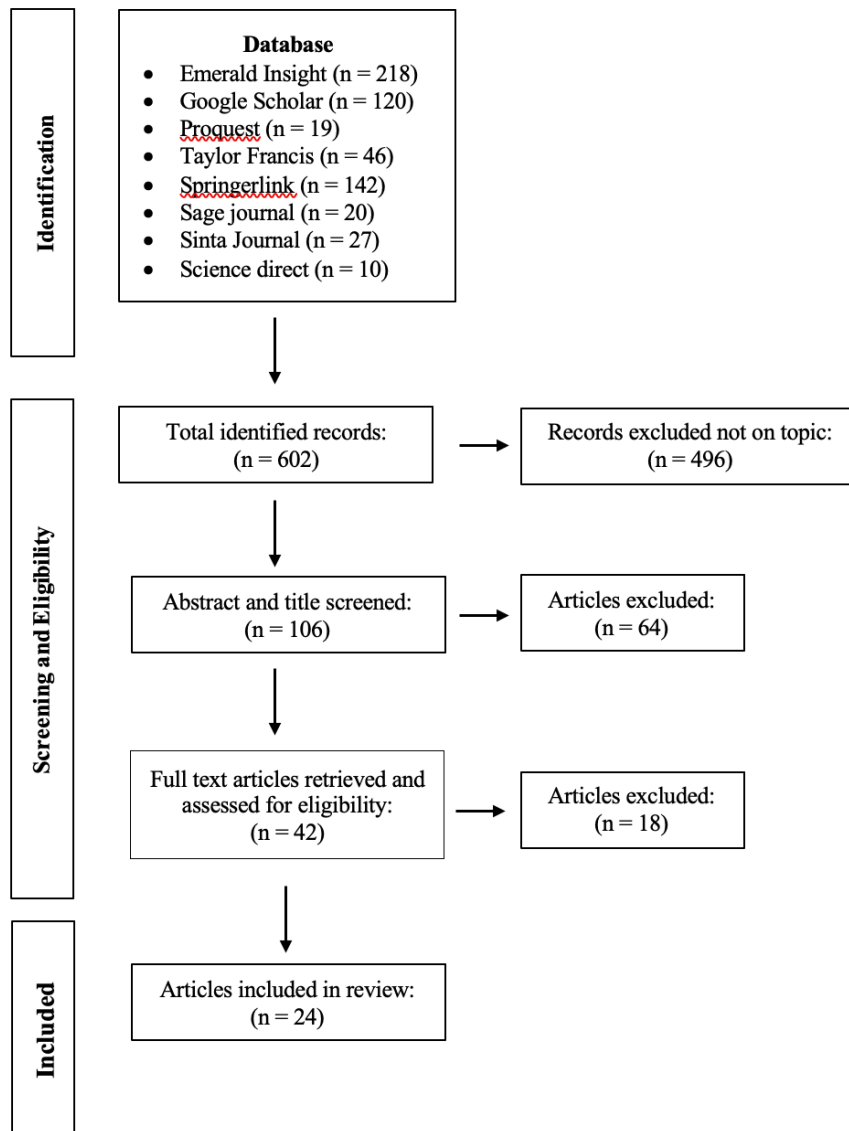 Identification
Database
• Emerald Insight (n = 218)
• Google Scholar (n = 120)
• Proquest (n = 19)
• Taylor Francis (n = 46)
• Springerlink (n = 142)
• Sage journal (n = 20)
• Sinta Journal (n = 27)
• Science direct (n = 10)
Screening and Eligibility
Total identified records:
(n = 602)
Records excluded not on topic:
(n = 496)
Abstract and title screened:
(n = 106)
Articles excluded:
(n = 64)
Full text articles retrieved and
assessed for eligibility:
(n = 42)
Articles excluded:
(n = 18)
Included
Articles included in review:
(n = 24)